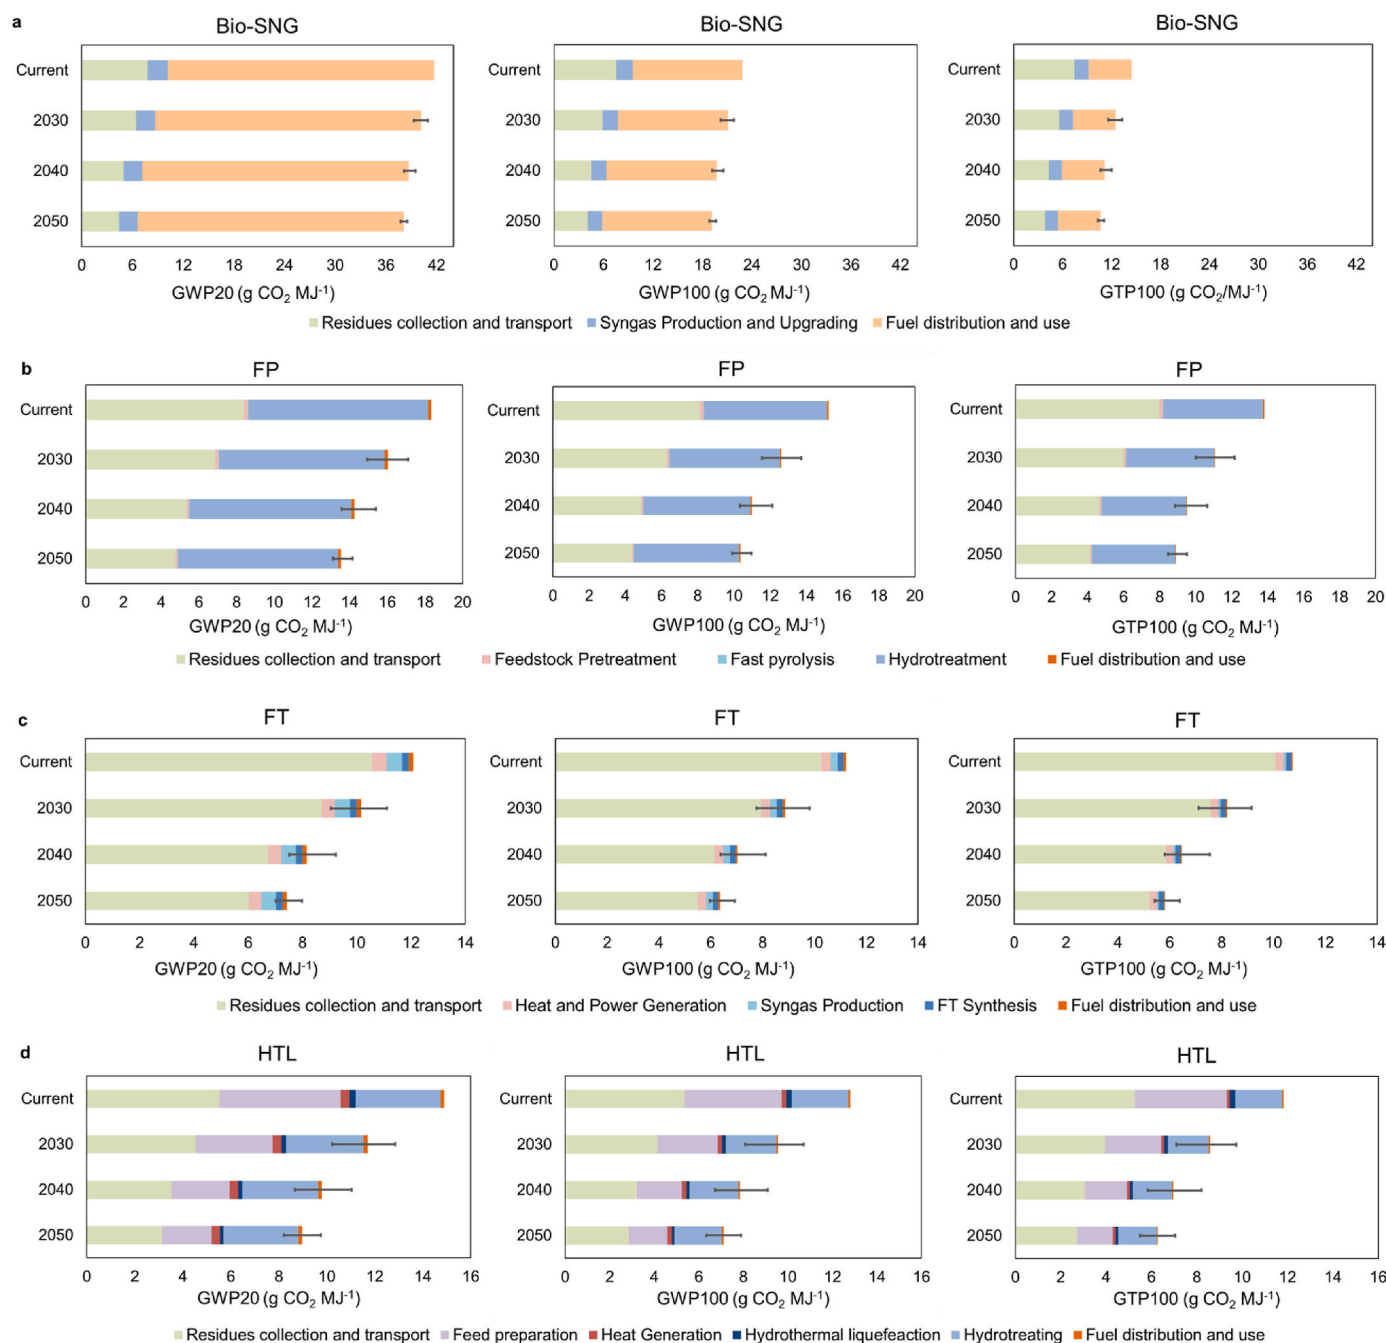 a
Bio-SNG Bio-SNG Bio-SNG
Current Current Current
2030 2030 2030
2040 2040 2040
2050 2050 2050
0 6 12 18 24 30 36 42 0 6 12 18 24 30 36 42 0 6 12 18 24 30 36 42
GWP20 (g CO₂ MJ⁻¹) GWP100 (g CO₂ MJ⁻¹) GTP100 (g CO₂/MJ⁻¹)
Residues collection and transport Syngas Production and Upgrading Fuel distribution and use
b
FP FP FP
Current Current Current
2030 2030 2030
2040 2040 2040
2050 2050 2050
0 2 4 6 8 10 12 14 16 18 20 0 2 4 6 8 10 12 14 16 18 20 0 2 4 6 8 10 12 14 16 18 20
GWP20 (g CO₂ MJ⁻¹) GWP100 (g CO₂ MJ⁻¹) GTP100 (g CO₂ MJ⁻¹)
Residues collection and transport Feedstock Pretreatment Fast pyrolysis Hydrotreatment Fuel distribution and use
c
FT FT FT
Current Current Current
2030 2030 2030
2040 2040 2040
2050 2050 2050
0 2 4 6 8 10 12 14 0 2 4 6 8 10 12 14 0 2 4 6 8 10 12 14
GWP20 (g CO₂ MJ⁻¹) GWP100 (g CO₂ MJ⁻¹) GTP100 (g CO₂ MJ⁻¹)
Residues collection and transport Heat and Power Generation Syngas Production FT Synthesis Fuel distribution and use
d
HTL HTL HTL
Current Current Current
2030 2030 2030
2040 2040 2040
2050 2050 2050
0 2 4 6 8 10 12 14 16 0 2 4 6 8 10 12 14 16 0 2 4 6 8 10 12 14 16
GWP20 (g CO₂ MJ⁻¹) GWP100 (g CO₂ MJ⁻¹) GTP100 (g CO₂ MJ⁻¹)
Residues collection and transport Feed preparation Heat Generation Hydrothermal liquefeaction Hydrotreating Fuel distribution and use